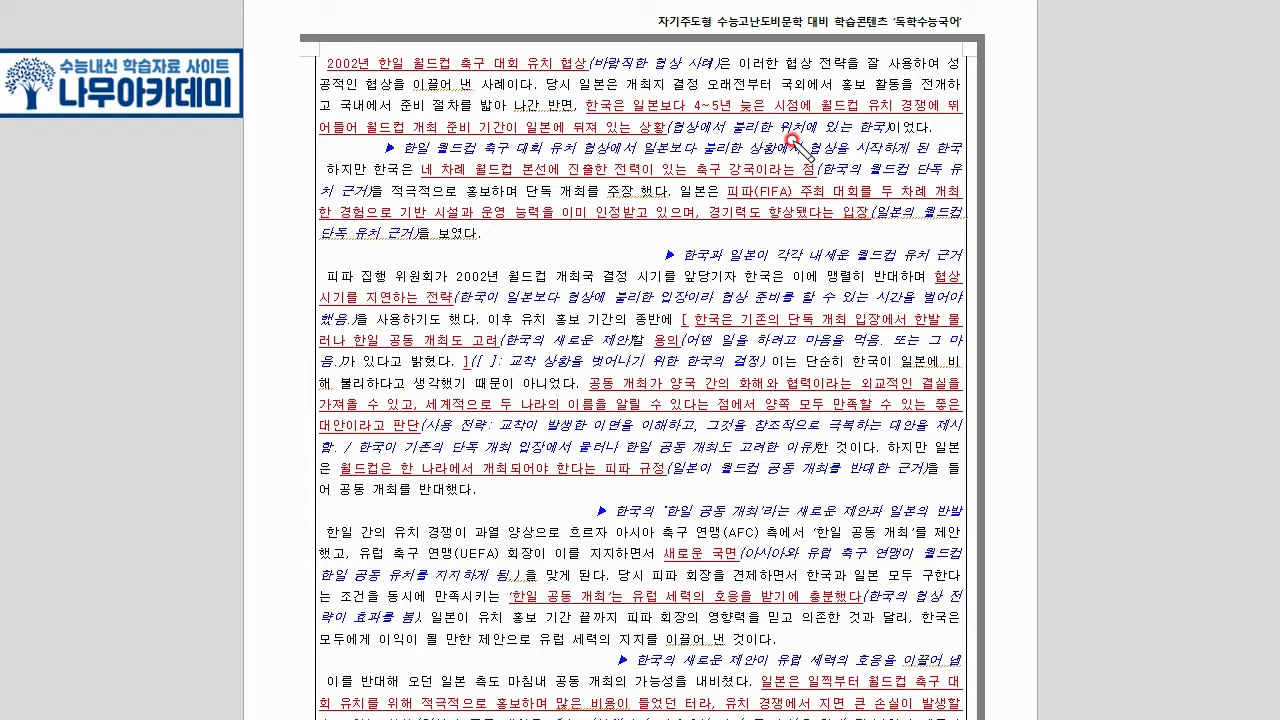 자기주도형 수능고난도비문학 대비 학습콘텐츠 '독학수능국어'
수능내신 학습자료 사이트
나무아카데미
2002년 한일 월드컵 축구 대회 유치 협상(바람직한 협상 사례)은 이러한 협상 전략을 잘 사용하여 성
공적인 협상을 이끌어 낸 사례이다. 당시 일본은 개최지 결정 오래전부터 국외에서 홍보 활동을 전개하
고 국내에서 준비 절차를 밟아 나간 반면, 한국은 일본보다 4~5년 늦은 시점에 월드컵 유치 경쟁에 뛰
어들어 월드컵 개최 준비 기간이 일본에 뒤져 있는 상황(협상에서 불리한 위치에 있는 한국)이었다.
▶ 한일 월드컵 축구 대회 유치 협상에서 일본보다 불리한 상황에서 협상을 시작하게 된 한국
하지만 한국은 네 차례 월드컵 본선에 진출한 전력이 있는 축구 강국이라는 점(한국의 월드컵 단독 유
치 근거)을 적극적으로 홍보하며 단독 개최를 주장 했다. 일본은 피파(FIFA) 주최 대회를 두 차례 개최
한 경험으로 기반 시설과 운영 능력을 이미 인정받고 있으며, 경기력도 향상됐다는 입장(일본의 월드컵
단독 유치 근거)을 보였다.
▶ 한국과 일본이 각각 내세운 월드컵 유치 근거
피파 집행 위원회가 2002년 월드컵 개최국 결정 시기를 앞당기자 한국은 이에 맹렬히 반대하며 협상
시기를 지연하는 전략(한국이 일본보다 협상에 불리한 입장이라 협상 준비를 할 수 있는 시간을 벌어야
했음.)을 사용하기도 했다. 이후 유치 홍보 기간의 종반에 [ 한국은 기존의 단독 개최 입장에서 한발 물
러나 한일 공동 개최도 고려(한국의 새로운 제안)할 용의(어떤 일을 하려고 마음을 먹음. 또는 그 마
음.)가 있다고 밝혔다. ]([ ]: 교착 상황을 벗어나기 위한 한국의 결정) 이는 단순히 한국이 일본에 비
해 불리하다고 생각했기 때문이 아니었다. 공동 개최가 양국 간의 화해와 협력이라는 외교적인 결실을
가져올 수 있고, 세계적으로 두 나라의 이름을 알릴 수 있다는 점에서 양쪽 모두 만족할 수 있는 좋은
대안이라고 판단(사용 전략: 교착이 발생한 이면을 이해하고, 그것을 창조적으로 극복하는 대안을 제시
함. / 한국이 기존의 단독 개최 입장에서 물러나 한일 공동 개최도 고려한 이유)한 것이다. 하지만 일본
은 월드컵은 한 나라에서 개최되어야 한다는 피파 규정(일본이 월드컵 공동 개최를 반대한 근거)을 들
어 공동 개최를 반대했다.
▶ 한국의 '한일 공동 개최'라는 새로운 제안과 일본의 반발
한일 간의 유치 경쟁이 과열 양상으로 흐르자 아시아 축구 연맹(AFC) 측에서 '한일 공동 개최'를 제안
했고, 유럽 축구 연맹(UEFA) 회장이 이를 지지하면서 새로운 국면(아시아와 유럽 축구 연맹이 월드컵
한일 공동 유치를 지지하게 됨.)을 맞게 된다. 당시 피파 회장을 견제하면서 한국과 일본 모두 구한다
는 조건을 동시에 만족시키는 '한일 공동 개최'는 유럽 세력의 호응을 받기에 충분했다(한국의 협상 전
략이 효과를 봄). 일본이 유치 홍보 기간 끝까지 피파 회장의 영향력을 믿고 의존한 것과 달리, 한국은
모두에게 이익이 될 만한 제안으로 유럽 세력의 지지를 이끌어 낸 것이다.
▶ 한국의 새로운 제안이 유럽 세력의 호응을 이끌어 냄
이를 반대해 오던 일본 측도 마침내 공동 개최의 가능성을 내비쳤다. 일본은 일찍부터 월드컵 축구 대
회 유치를 위해 적극적으로 홍보하며 많은 비용이 들었던 터라, 유치 경쟁에서 지면 큰 손실이 발생할